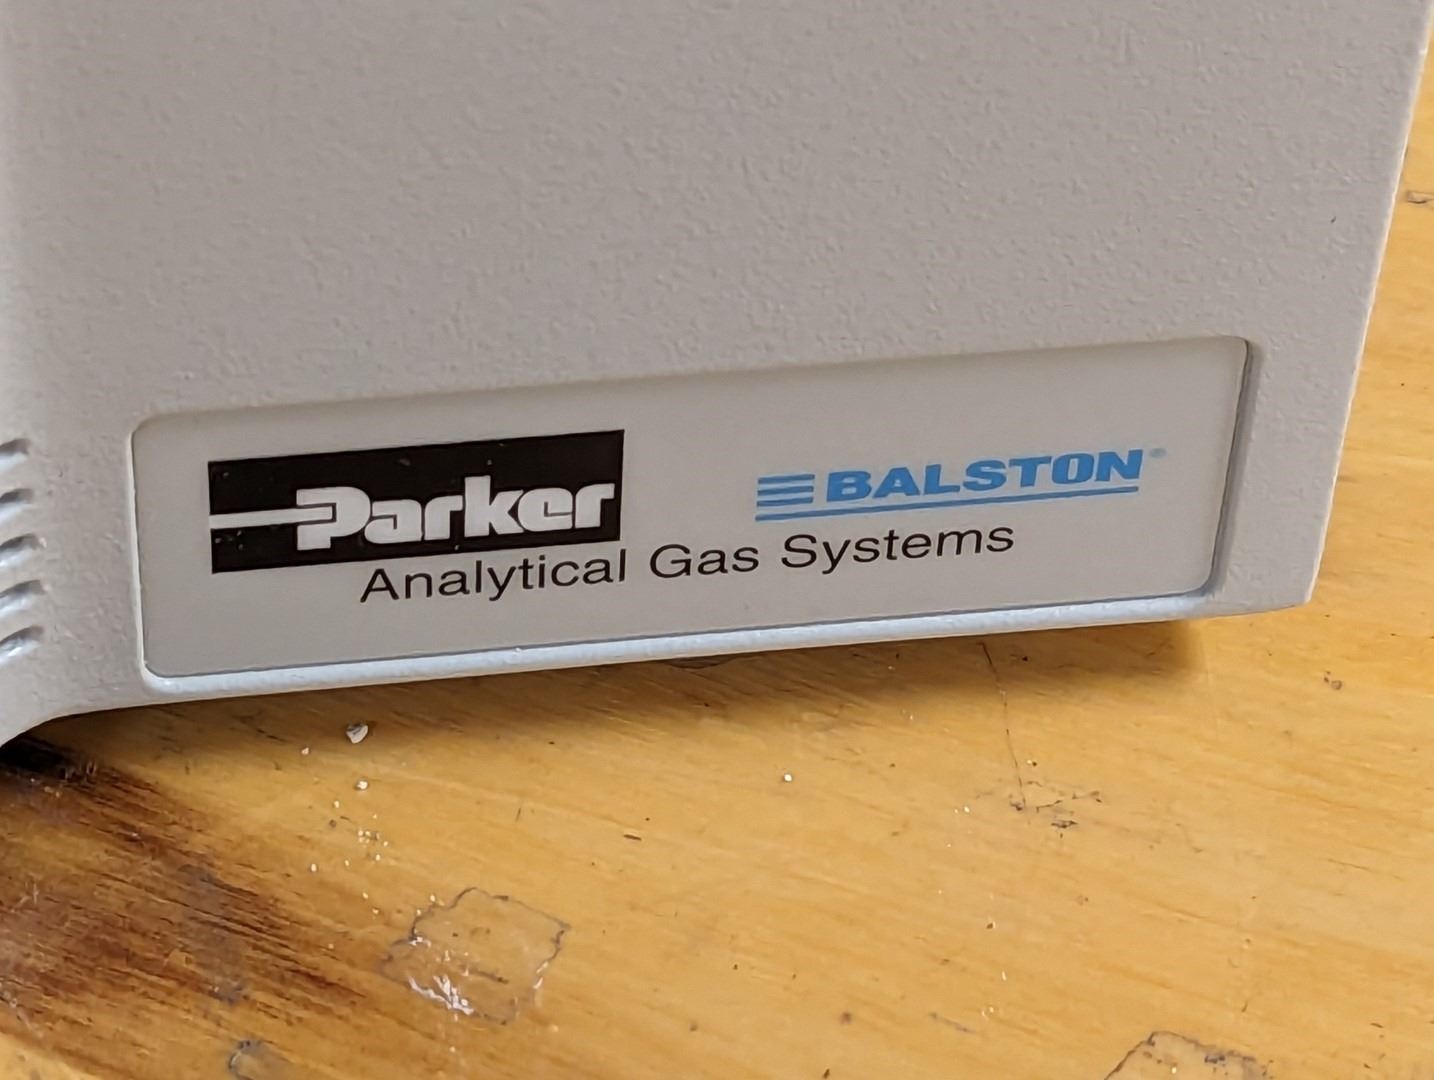 Parker BALSTON®
Analytical Gas Systems